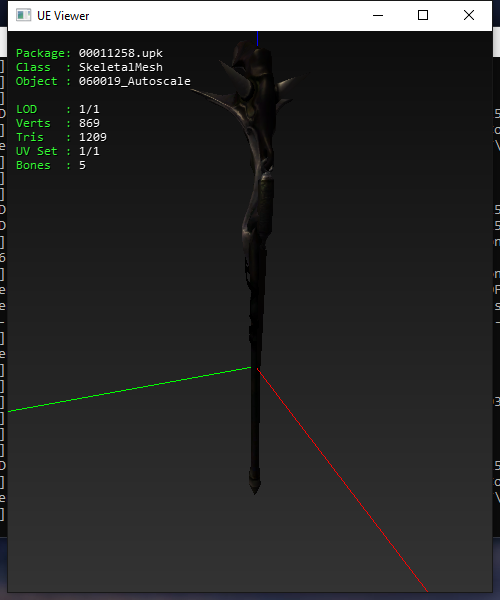 UE Viewer
Package: 00011258.upk
Class  : SkeletalMesh
Object : 060019_Autoscale
LOD    : 1/1
Verts  : 869
Tris   : 1209
UV Set : 1/1
Bones  : 5